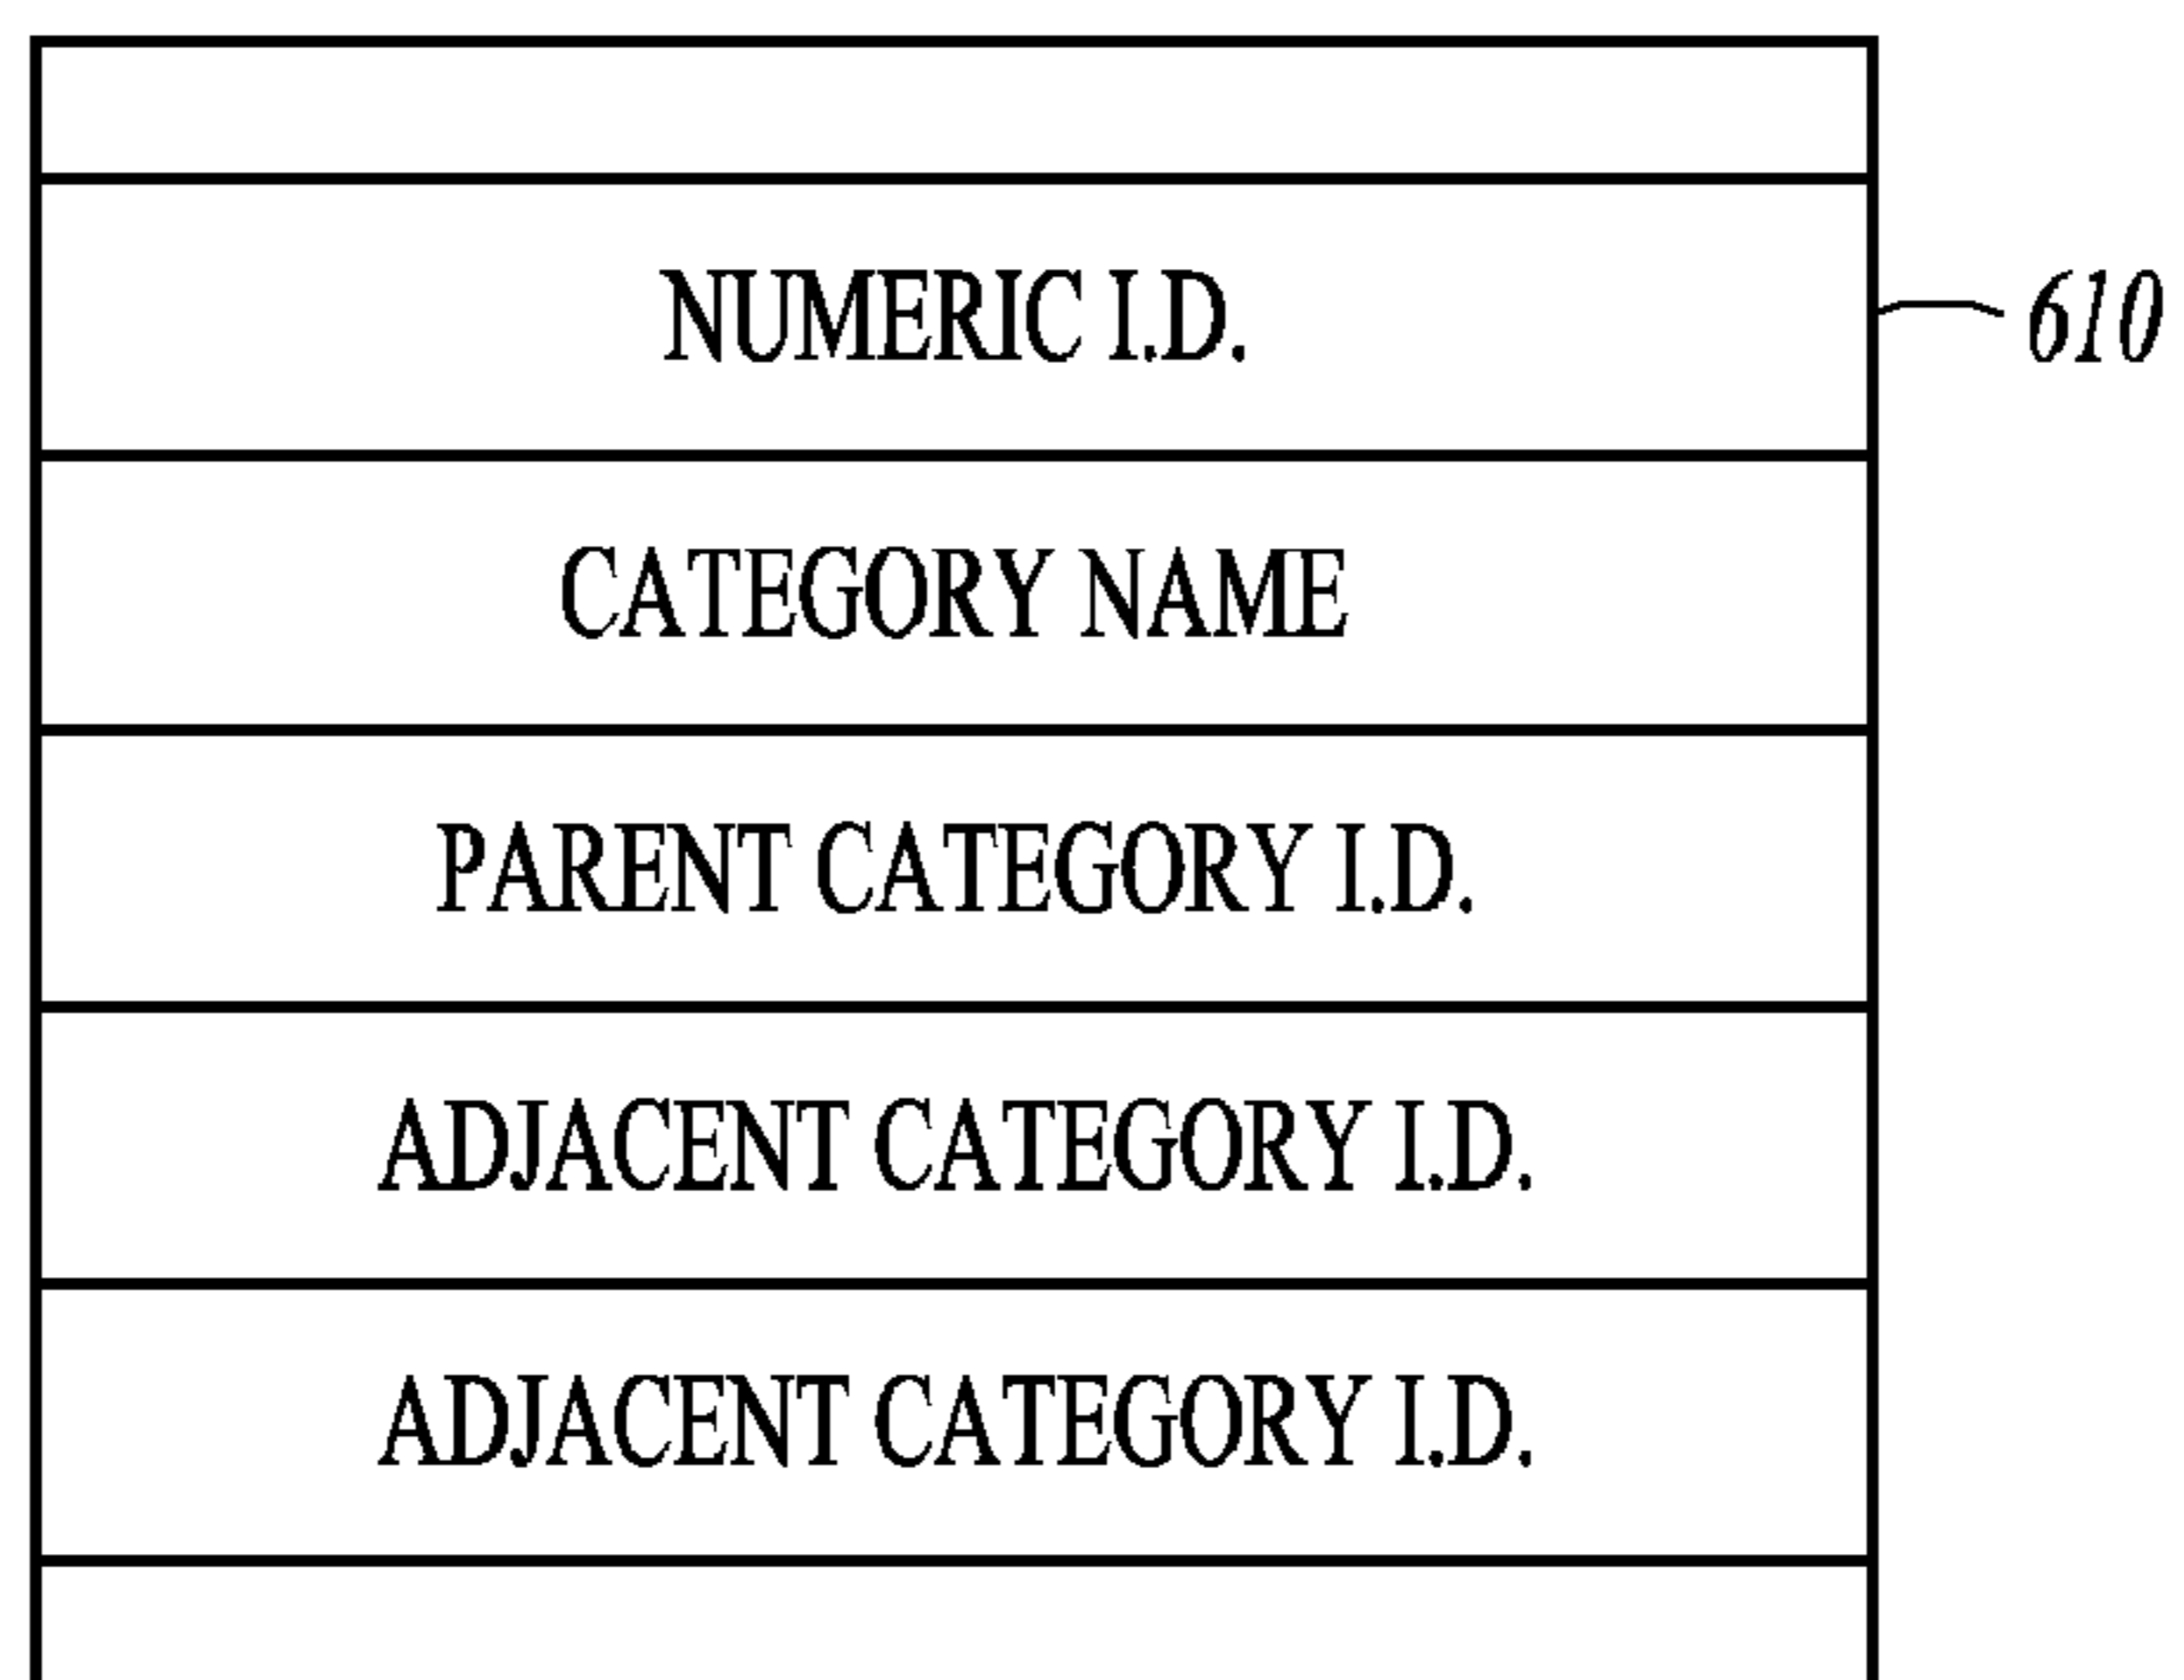 NUMERIC I.D. 610
CATEGORY NAME
PARENT CATEGORY I.D.
ADJACENT CATEGORY I.D.
ADJACENT CATEGORY I.D.